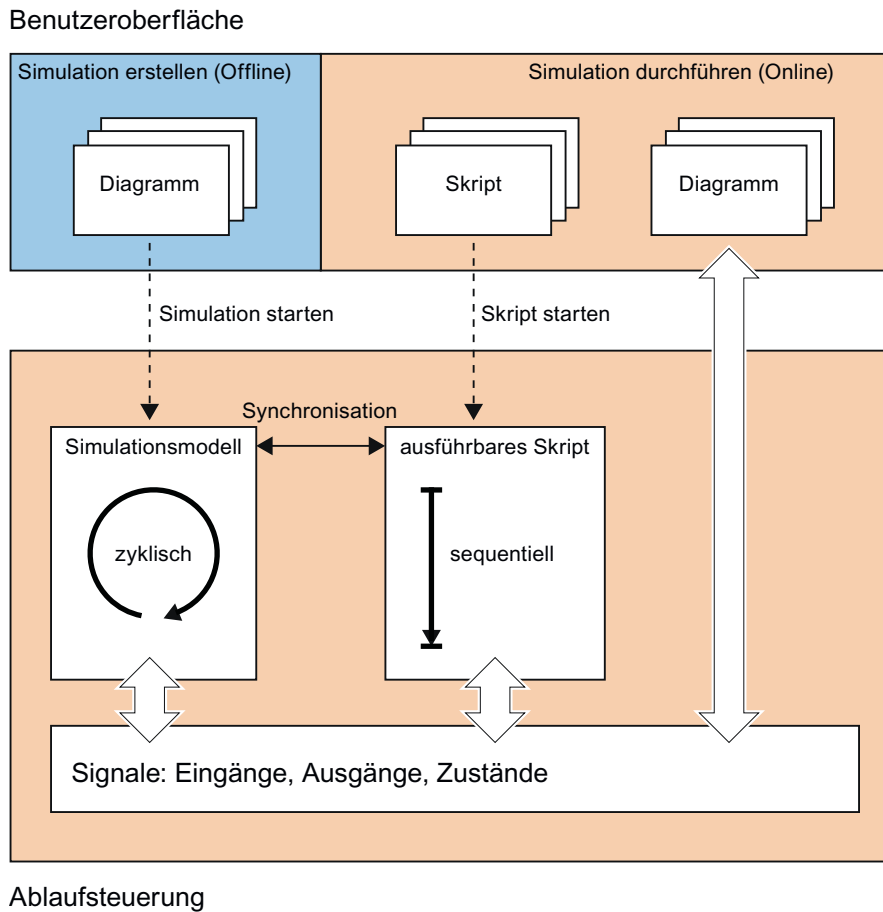 Benutzeroberfläche
Simulation erstellen (Offline)
Simulation durchführen (Online)
Diagramm
Skript
Diagramm
Simulation starten
Skript starten
Synchronisation
Simulationsmodell
ausführbares Skript
zyklisch
sequentiell
Signale: Eingänge, Ausgänge, Zustände
Ablaufsteuerung